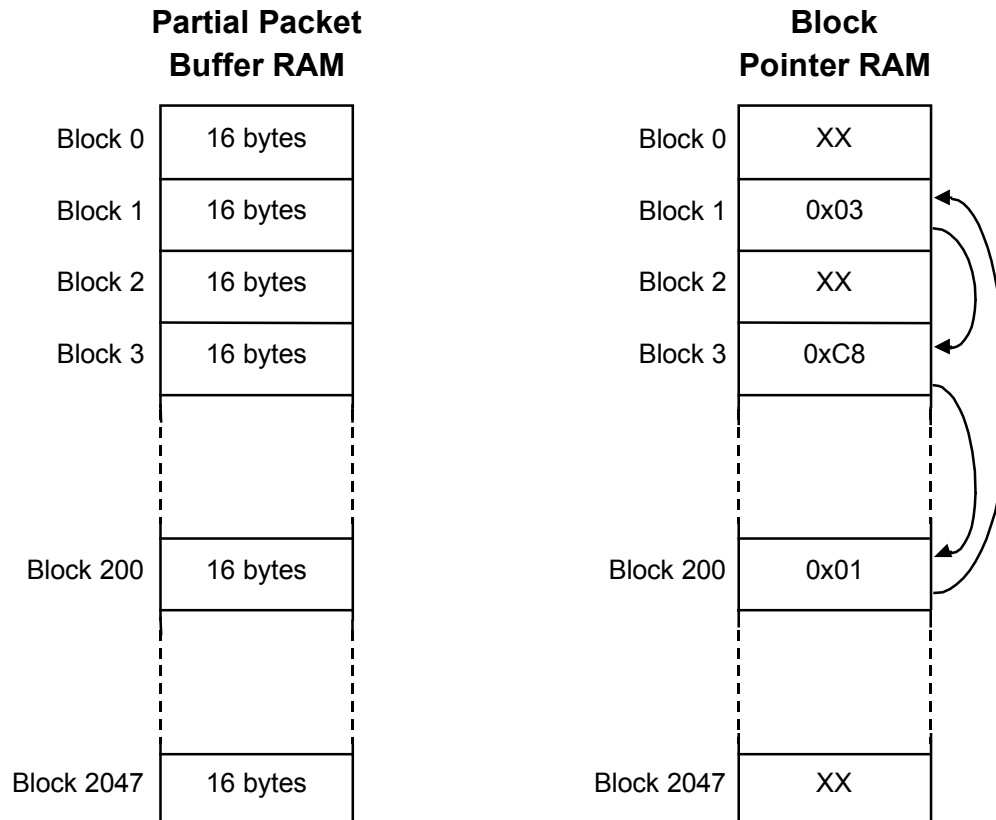 Partial Packet
Buffer RAM
Block 0 16 bytes
Block 1 16 bytes
Block 2 16 bytes
Block 3 16 bytes
Block 200 16 bytes
Block 2047 16 bytes
Block
Pointer RAM
Block 0 XX
Block 1 0x03
Block 2 XX
Block 3 0xC8
Block 200 0x01
Block 2047 XX